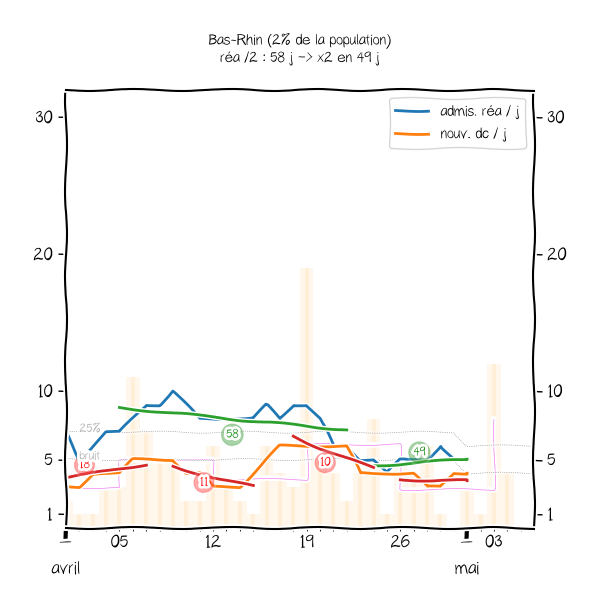 Bas-Rhin (2% de la population)
réa /2 : 58 j -> x2 en 49 j
admis. réa / j
nouv. dc / j
30 30
20 20
10 10
5 5
1 1
25%
bruit
18
58
11
10
49
05 12 19 26 03
avril mai